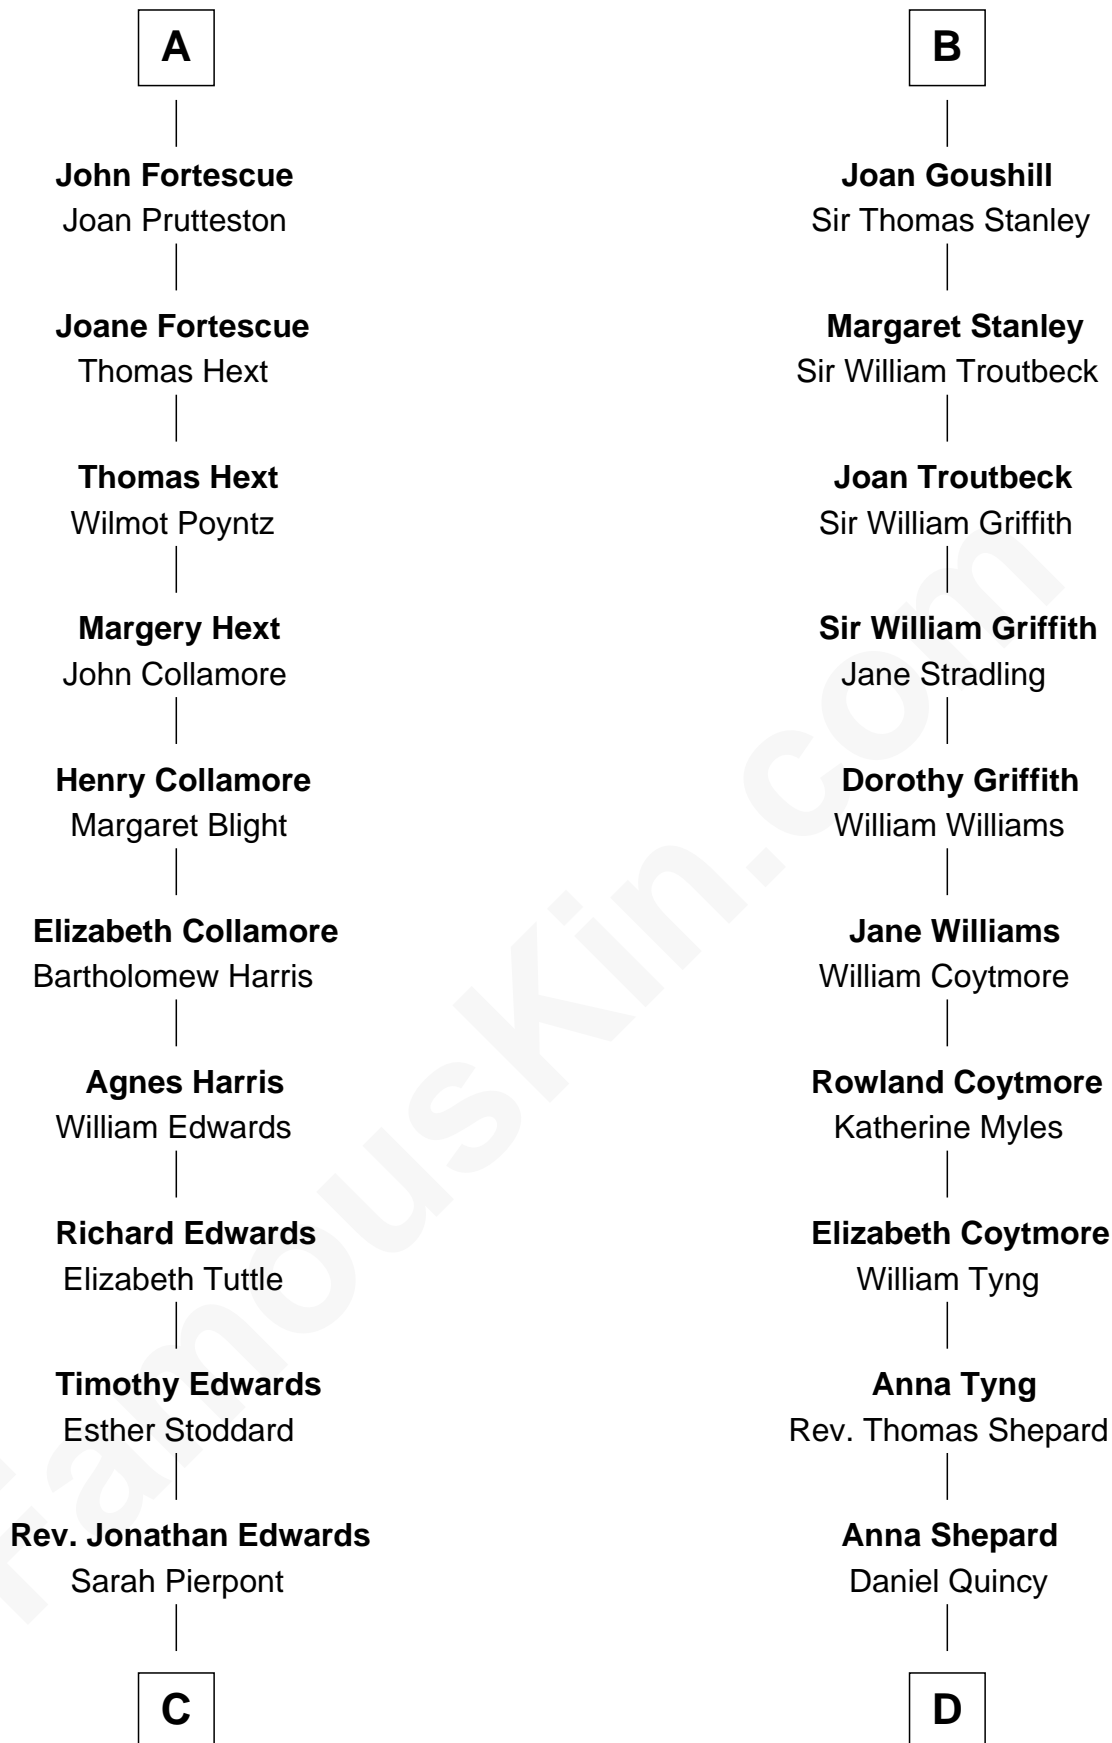 A
John Fortescue
Joan Prutteston
Joane Fortescue
Thomas Hext
Thomas Hext
Wilmot Poyntz
Margery Hext
John Collamore
Henry Collamore
Margaret Blight
Elizabeth Collamore
Bartholomew Harris
Agnes Harris
William Edwards
Richard Edwards
Elizabeth Tuttle
Timothy Edwards
Esther Stoddard
Rev. Jonathan Edwards
Sarah Pierpont
C
B
Joan Goushill
Sir Thomas Stanley
Margaret Stanley
Sir William Troutbeck
Joan Troutbeck
Sir William Griffith
Sir William Griffith
Jane Stradling
Dorothy Griffith
William Williams
Jane Williams
William Coytmore
Rowland Coytmore
Katherine Myles
Elizabeth Coytmore
William Tyng
Anna Tyng
Rev. Thomas Shepard
Anna Shepard
Daniel Quincy
D
FamousKin.com